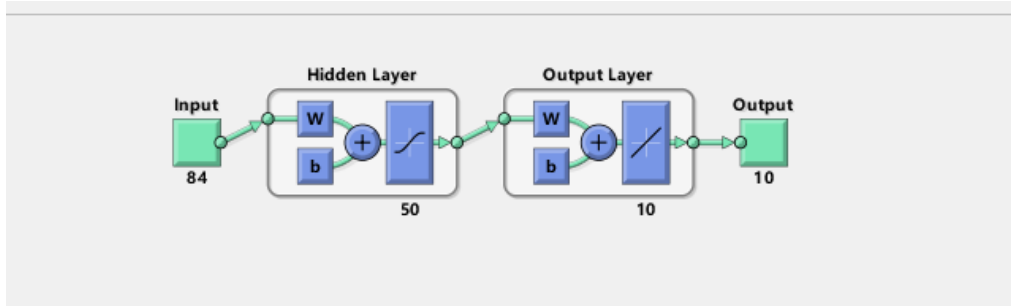 Hidden Layer
Output Layer
Input
Output
W
W
+
+
b
b
84
10
50
10